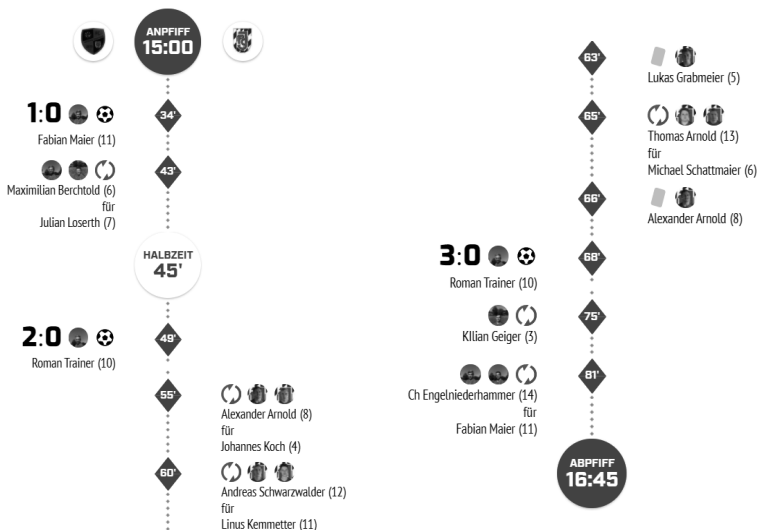 ANPFIFF
15:00
1:0
34'
Fabian Maier (11)
43'
Maximilian Berchtold (6)
für
Julian Loserth (7)
HALBZEIT
45'
2:0
49'
Roman Trainer (10)
55'
Alexander Arnold (8)
für
Johannes Koch (4)
60'
Andreas Schwarzwalder (12)
für
Linus Kemmetter (11)
63'
Lukas Grabmeier (5)
65'
Thomas Arnold (13)
für
Michael Schattmaier (6)
66'
Alexander Arnold (8)
3:0
68'
Roman Trainer (10)
75'
KIlian Geiger (3)
81'
Ch Engelniederhammer (14)
für
Fabian Maier (11)
ABPFIFF
16:45